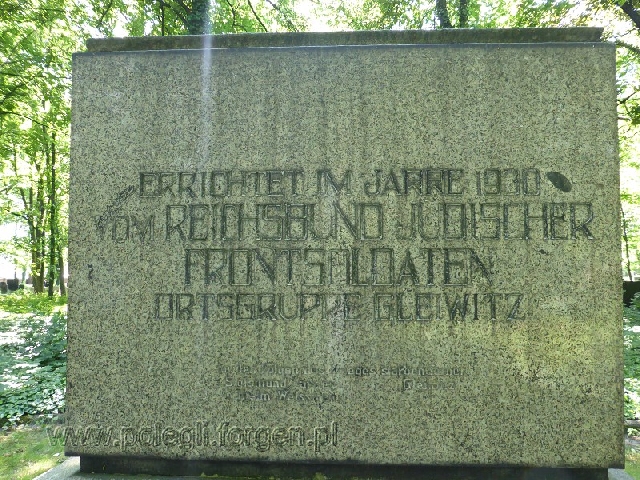 ERRICHTET IM JAHRE 1930
VOM REICHSBUND JÜDISCHER
FRONTSOLDATEN
ORTSGRUPPE GLEIWITZ
www.polegli.forgen.pl